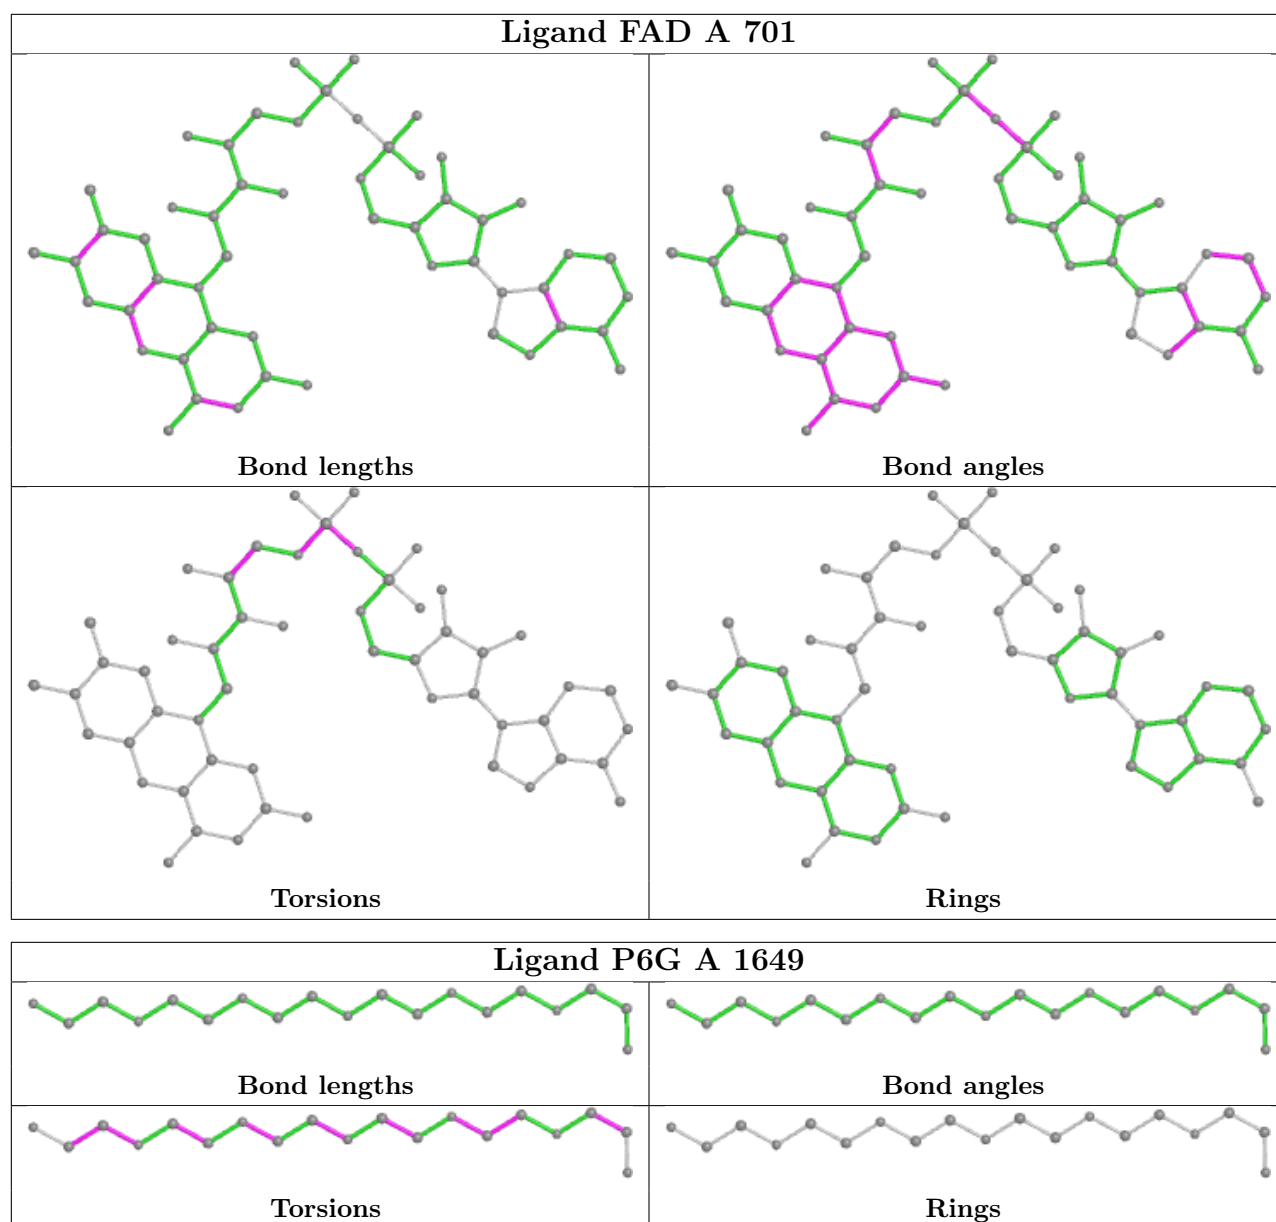 Ligand FAD A 701
Bond lengths
Bond angles
Torsions
Rings
Ligand P6G A 1649
Bond lengths
Bond angles
Torsions
Rings